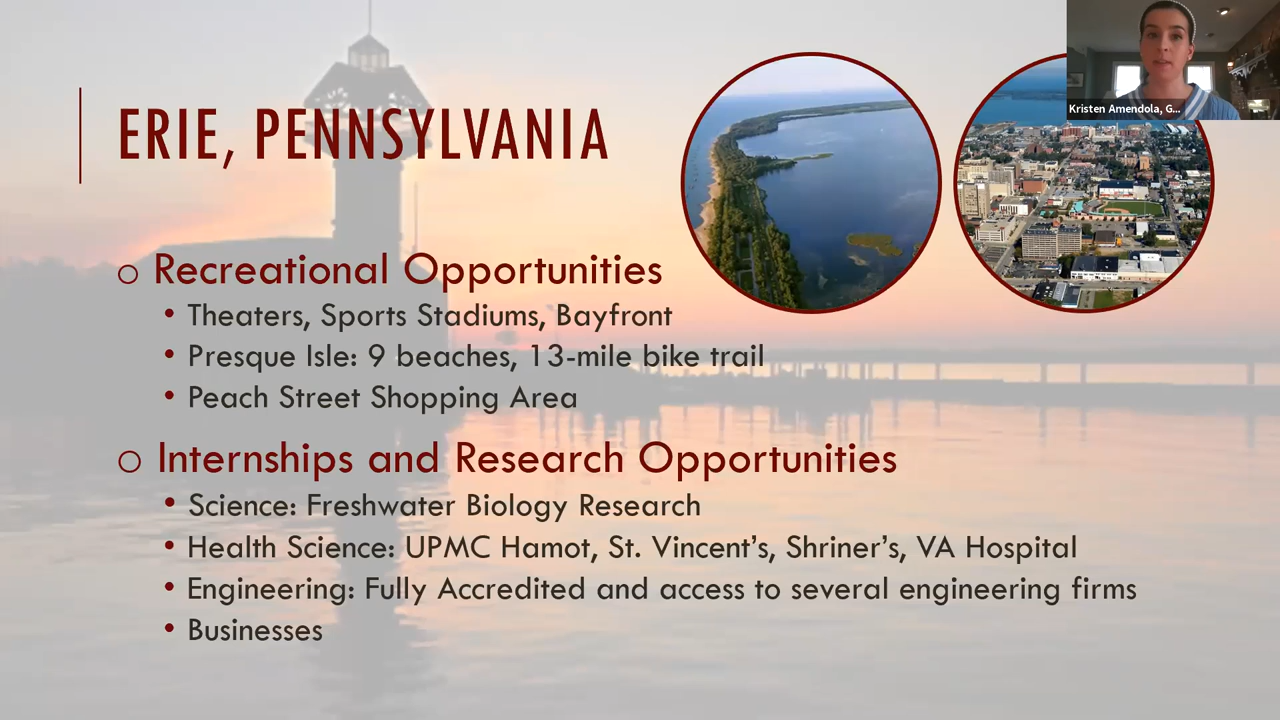 Kristen Amendola, G...
ERIE, PENNSYLVANIA
o Recreational Opportunities
• Theaters, Sports Stadiums, Bayfront
• Presque Isle: 9 beaches, 13-mile bike trail
• Peach Street Shopping Area
o Internships and Research Opportunities
• Science: Freshwater Biology Research
• Health Science: UPMC Hamot, St. Vincent’s, Shriner’s, VA Hospital
• Engineering: Fully Accredited and access to several engineering firms
• Businesses